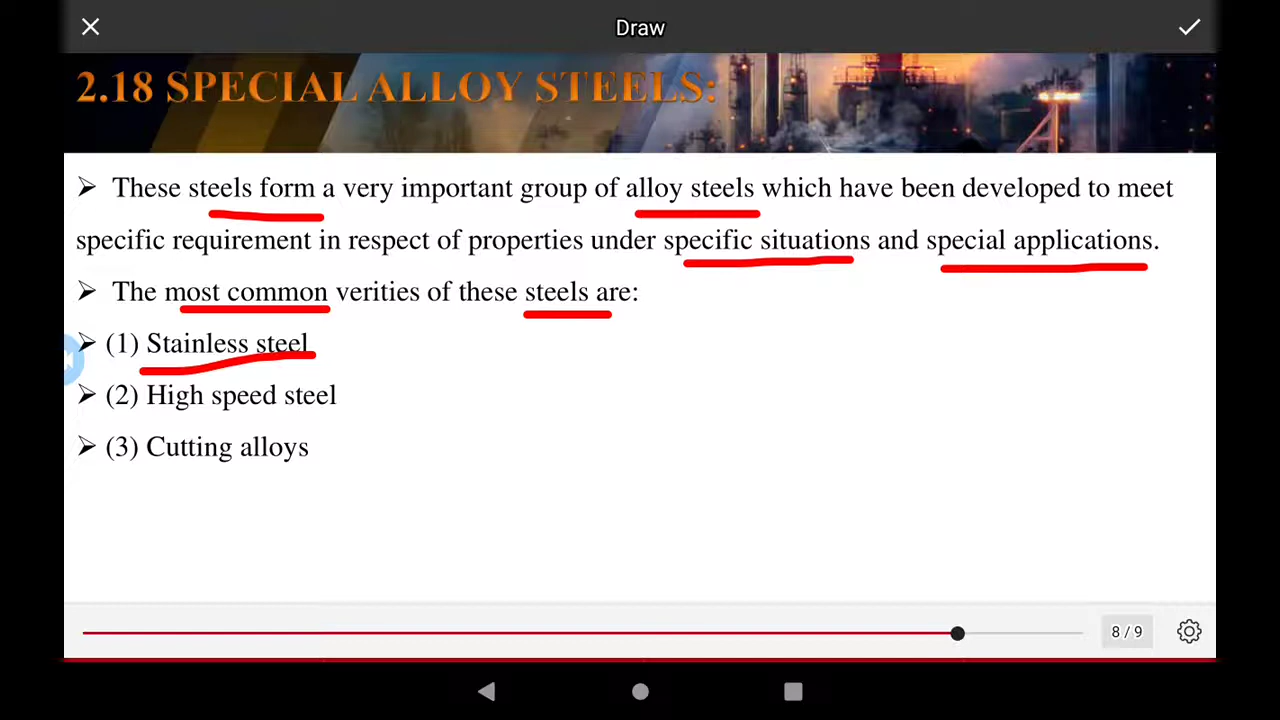 Draw
2.18 SPECIAL ALLOY STEELS:
➢ These steels form a very important group of alloy steels which have been developed to meet
specific requirement in respect of properties under specific situations and special applications.
➢ The most common verities of these steels are:
➢ (1) Stainless steel
➢ (2) High speed steel
➢ (3) Cutting alloys
8 / 9